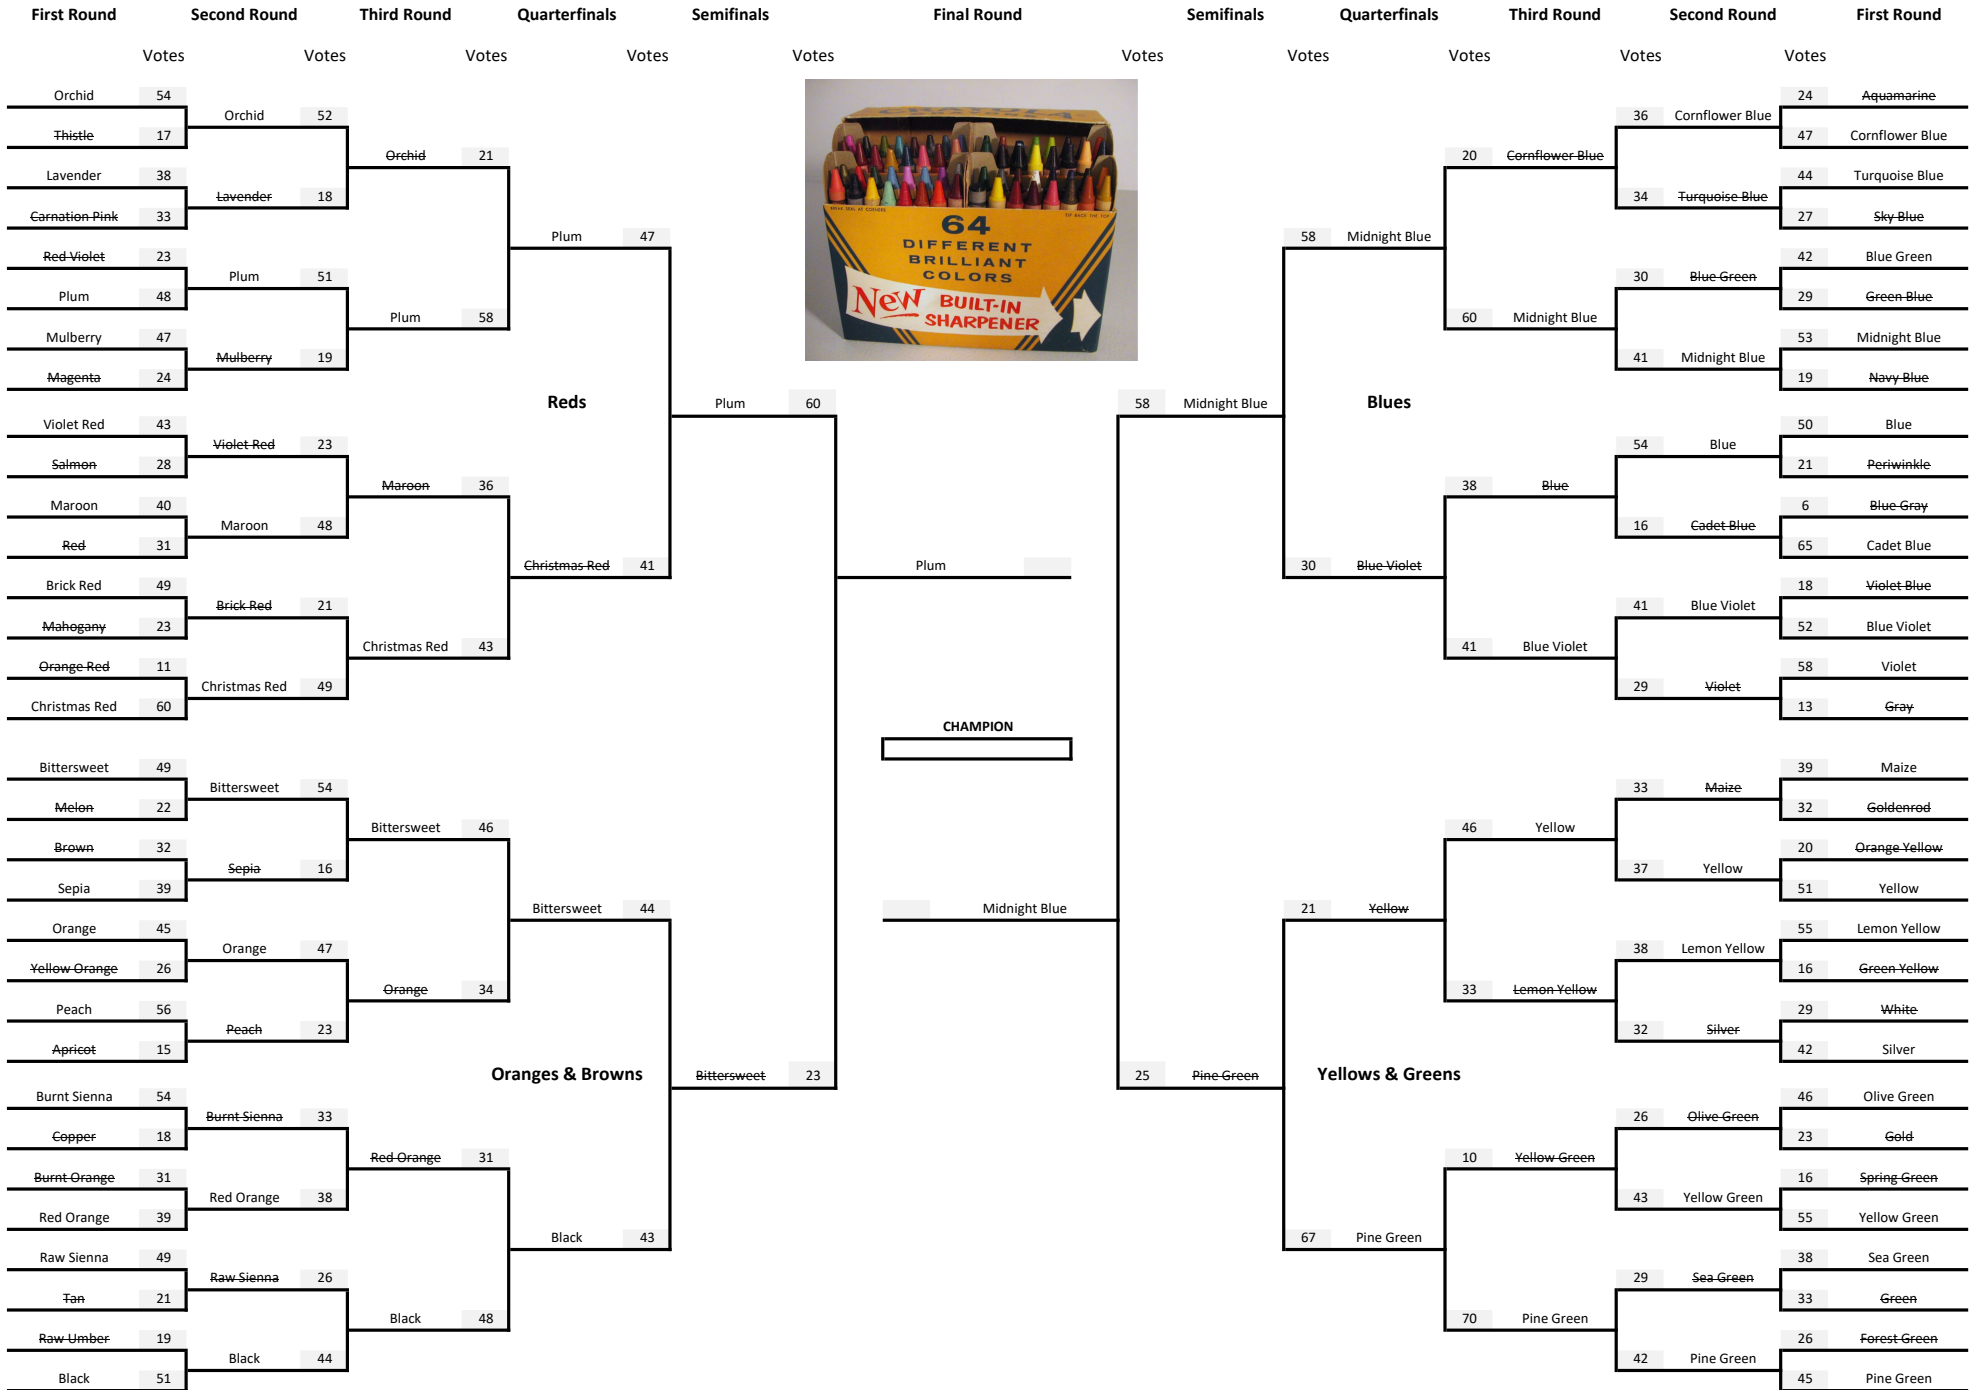 First Round Second Round Third Round Quarterfinals Semifinals Final Round Semifinals Quarterfinals Third Round Second Round First Round
Votes Votes Votes Votes Votes Votes Votes Votes Votes Votes
Orchid 54 24 Aquamarine
Orchid 52 36 Cornflower Blue
Thistle 17 47 Cornflower Blue
Orchid 21 20 Cornflower Blue
Lavender 38 44 Turquoise Blue
Lavender 18 34 Turquoise Blue
Carnation Pink 33 27 Sky Blue
64
DIFFERENT
BRILLIANT
COLORS
New BUILT-IN
SHARPENER
Plum 47 58 Midnight Blue
Red Violet 23 42 Blue Green
Plum 51 30 Blue Green
Plum 48 29 Green Blue
Plum 58 60 Midnight Blue
Mulberry 47 53 Midnight Blue
Mulberry 19 41 Midnight Blue
Magenta 24 19 Navy Blue
Reds Plum 60 58 Midnight Blue Blues
Violet Red 43 50 Blue
Violet Red 23 54 Blue
Salmon 28 21 Periwinkle
Maroon 36 38 Blue
Maroon 40 6 Blue Gray
Maroon 48 16 Cadet Blue
Red 31 65 Cadet Blue
Christmas Red 41 Plum 30 Blue Violet
Brick Red 49 18 Violet Blue
Brick Red 21 41 Blue Violet
Mahogany 23 52 Blue Violet
Christmas Red 43 41 Blue Violet
Orange Red 11 58 Violet
Christmas Red 49 29 Violet
Christmas Red 60 13 Gray
CHAMPION
Bittersweet 49 39 Maize
Bittersweet 54 33 Maize
Melon 22 32 Goldenrod
Bittersweet 46 46 Yellow
Brown 32 20 Orange Yellow
Sepia 16 37 Yellow
Sepia 39 51 Yellow
Bittersweet 44 Midnight Blue 21 Yellow
Orange 45 55 Lemon Yellow
Orange 47 38 Lemon Yellow
Yellow Orange 26 16 Green Yellow
Orange 34 33 Lemon Yellow
Peach 56 29 White
Peach 23 32 Silver
Apricot 15 42 Silver
Oranges & Browns Bittersweet 23 25 Pine Green Yellows & Greens
Burnt Sienna 54 46 Olive Green
Burnt Sienna 33 26 Olive Green
Copper 18 23 Gold
Red Orange 31 10 Yellow Green
Burnt Orange 31 16 Spring Green
Red Orange 38 43 Yellow Green
Red Orange 39 55 Yellow Green
Black 43 67 Pine Green
Raw Sienna 49 38 Sea Green
Raw Sienna 26 29 Sea Green
Tan 21 33 Green
Black 48 70 Pine Green
Raw Umber 19 26 Forest Green
Black 44 42 Pine Green
Black 51 45 Pine Green